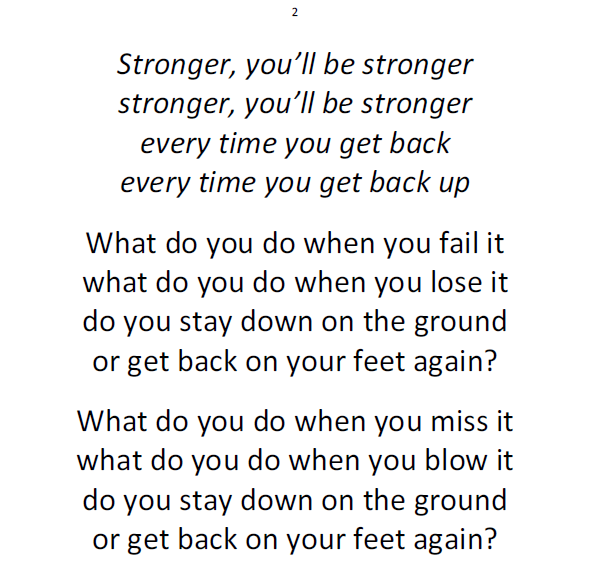 2
Stronger, you’ll be stronger
stronger, you’ll be stronger
every time you get back
every time you get back up
What do you do when you fail it
what do you do when you lose it
do you stay down on the ground
or get back on your feet again?
What do you do when you miss it
what do you do when you blow it
do you stay down on the ground
or get back on your feet again?